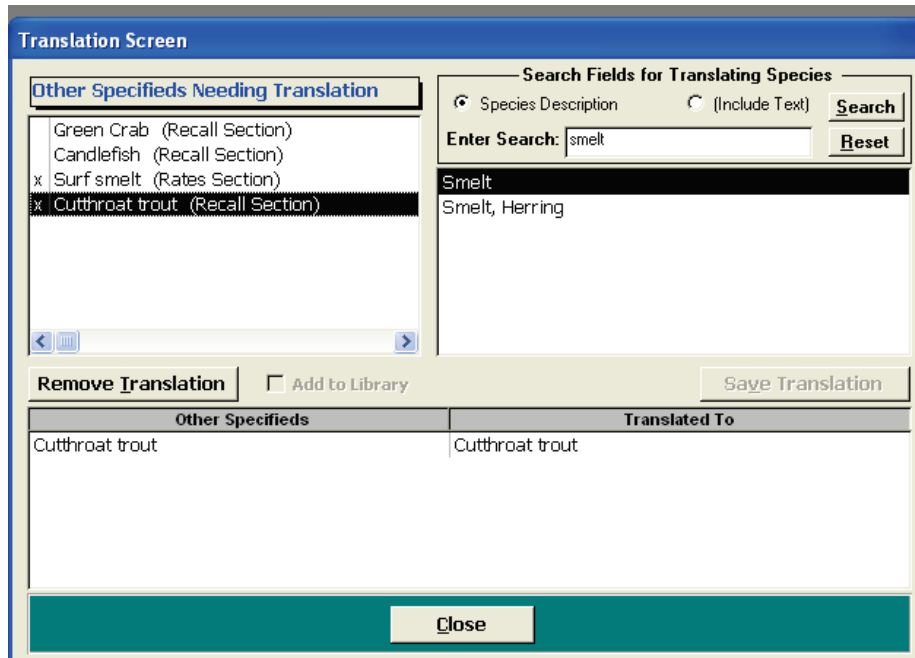 Translation Screen
Other Specifieds Needing Translation
Green Crab (Recall Section)
Candlefish (Recall Section)
x Surf smelt (Rates Section)
x Cutthroat trout (Recall Section)
Search Fields for Translating Species
Species Description (Include Text) Search
Enter Search: smelt Reset
Smelt
Smelt, Herring
Remove Translation Add to Library Save Translation
Other Specifieds Translated To
Cutthroat trout Cutthroat trout
Close